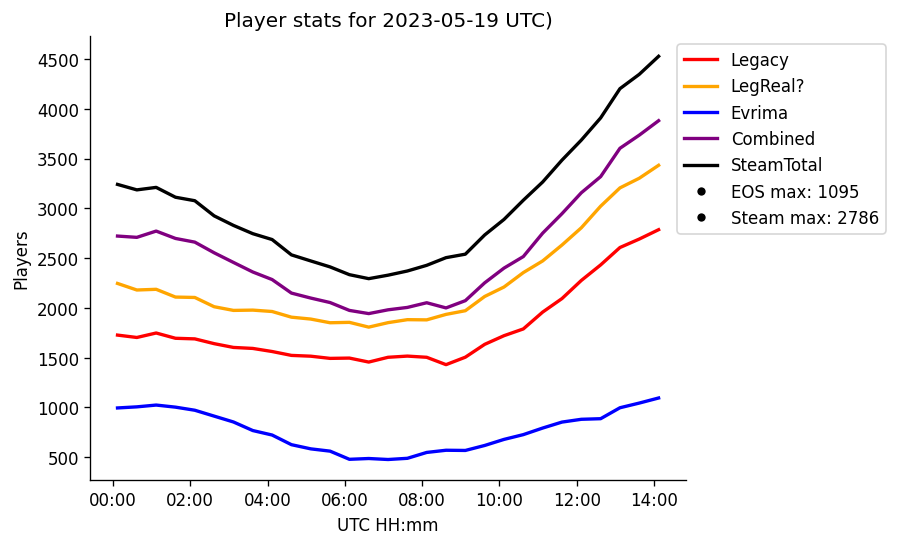 Player stats for 2023-05-19 UTC)
4500
4000
3500
3000
2500
2000
1500
1000
500
Players
00:00 02:00 04:00 06:00 08:00 10:00 12:00 14:00
UTC HH:mm
Legacy
LegReal?
Evrima
Combined
SteamTotal
EOS max: 1095
Steam max: 2786